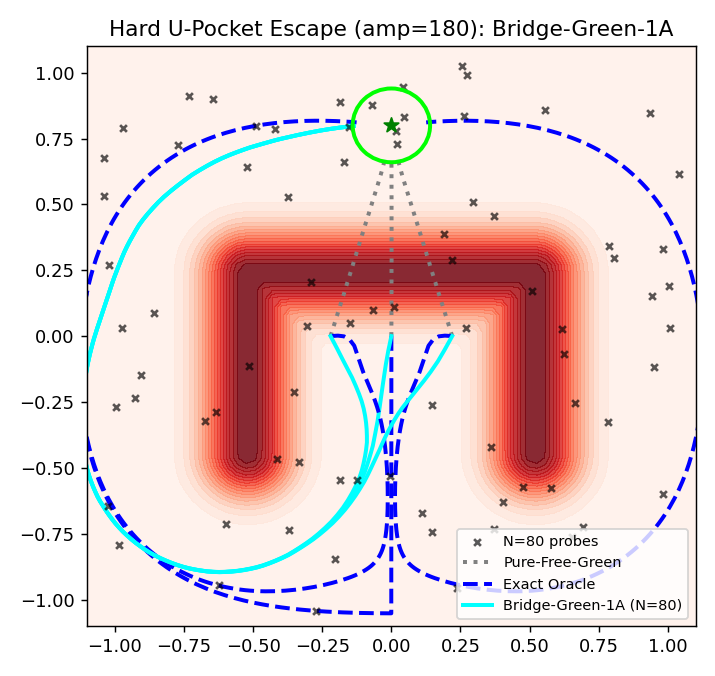 Hard U-Pocket Escape (amp=180): Bridge-Green-1A
1.00
0.75
0.50
0.25
0.00
−0.25
−0.50
−0.75
−1.00
N=80 probes
Pure-Free-Green
Exact Oracle
Bridge-Green-1A (N=80)
−1.00 −0.75 −0.50 −0.25 0.00 0.25 0.50 0.75 1.00